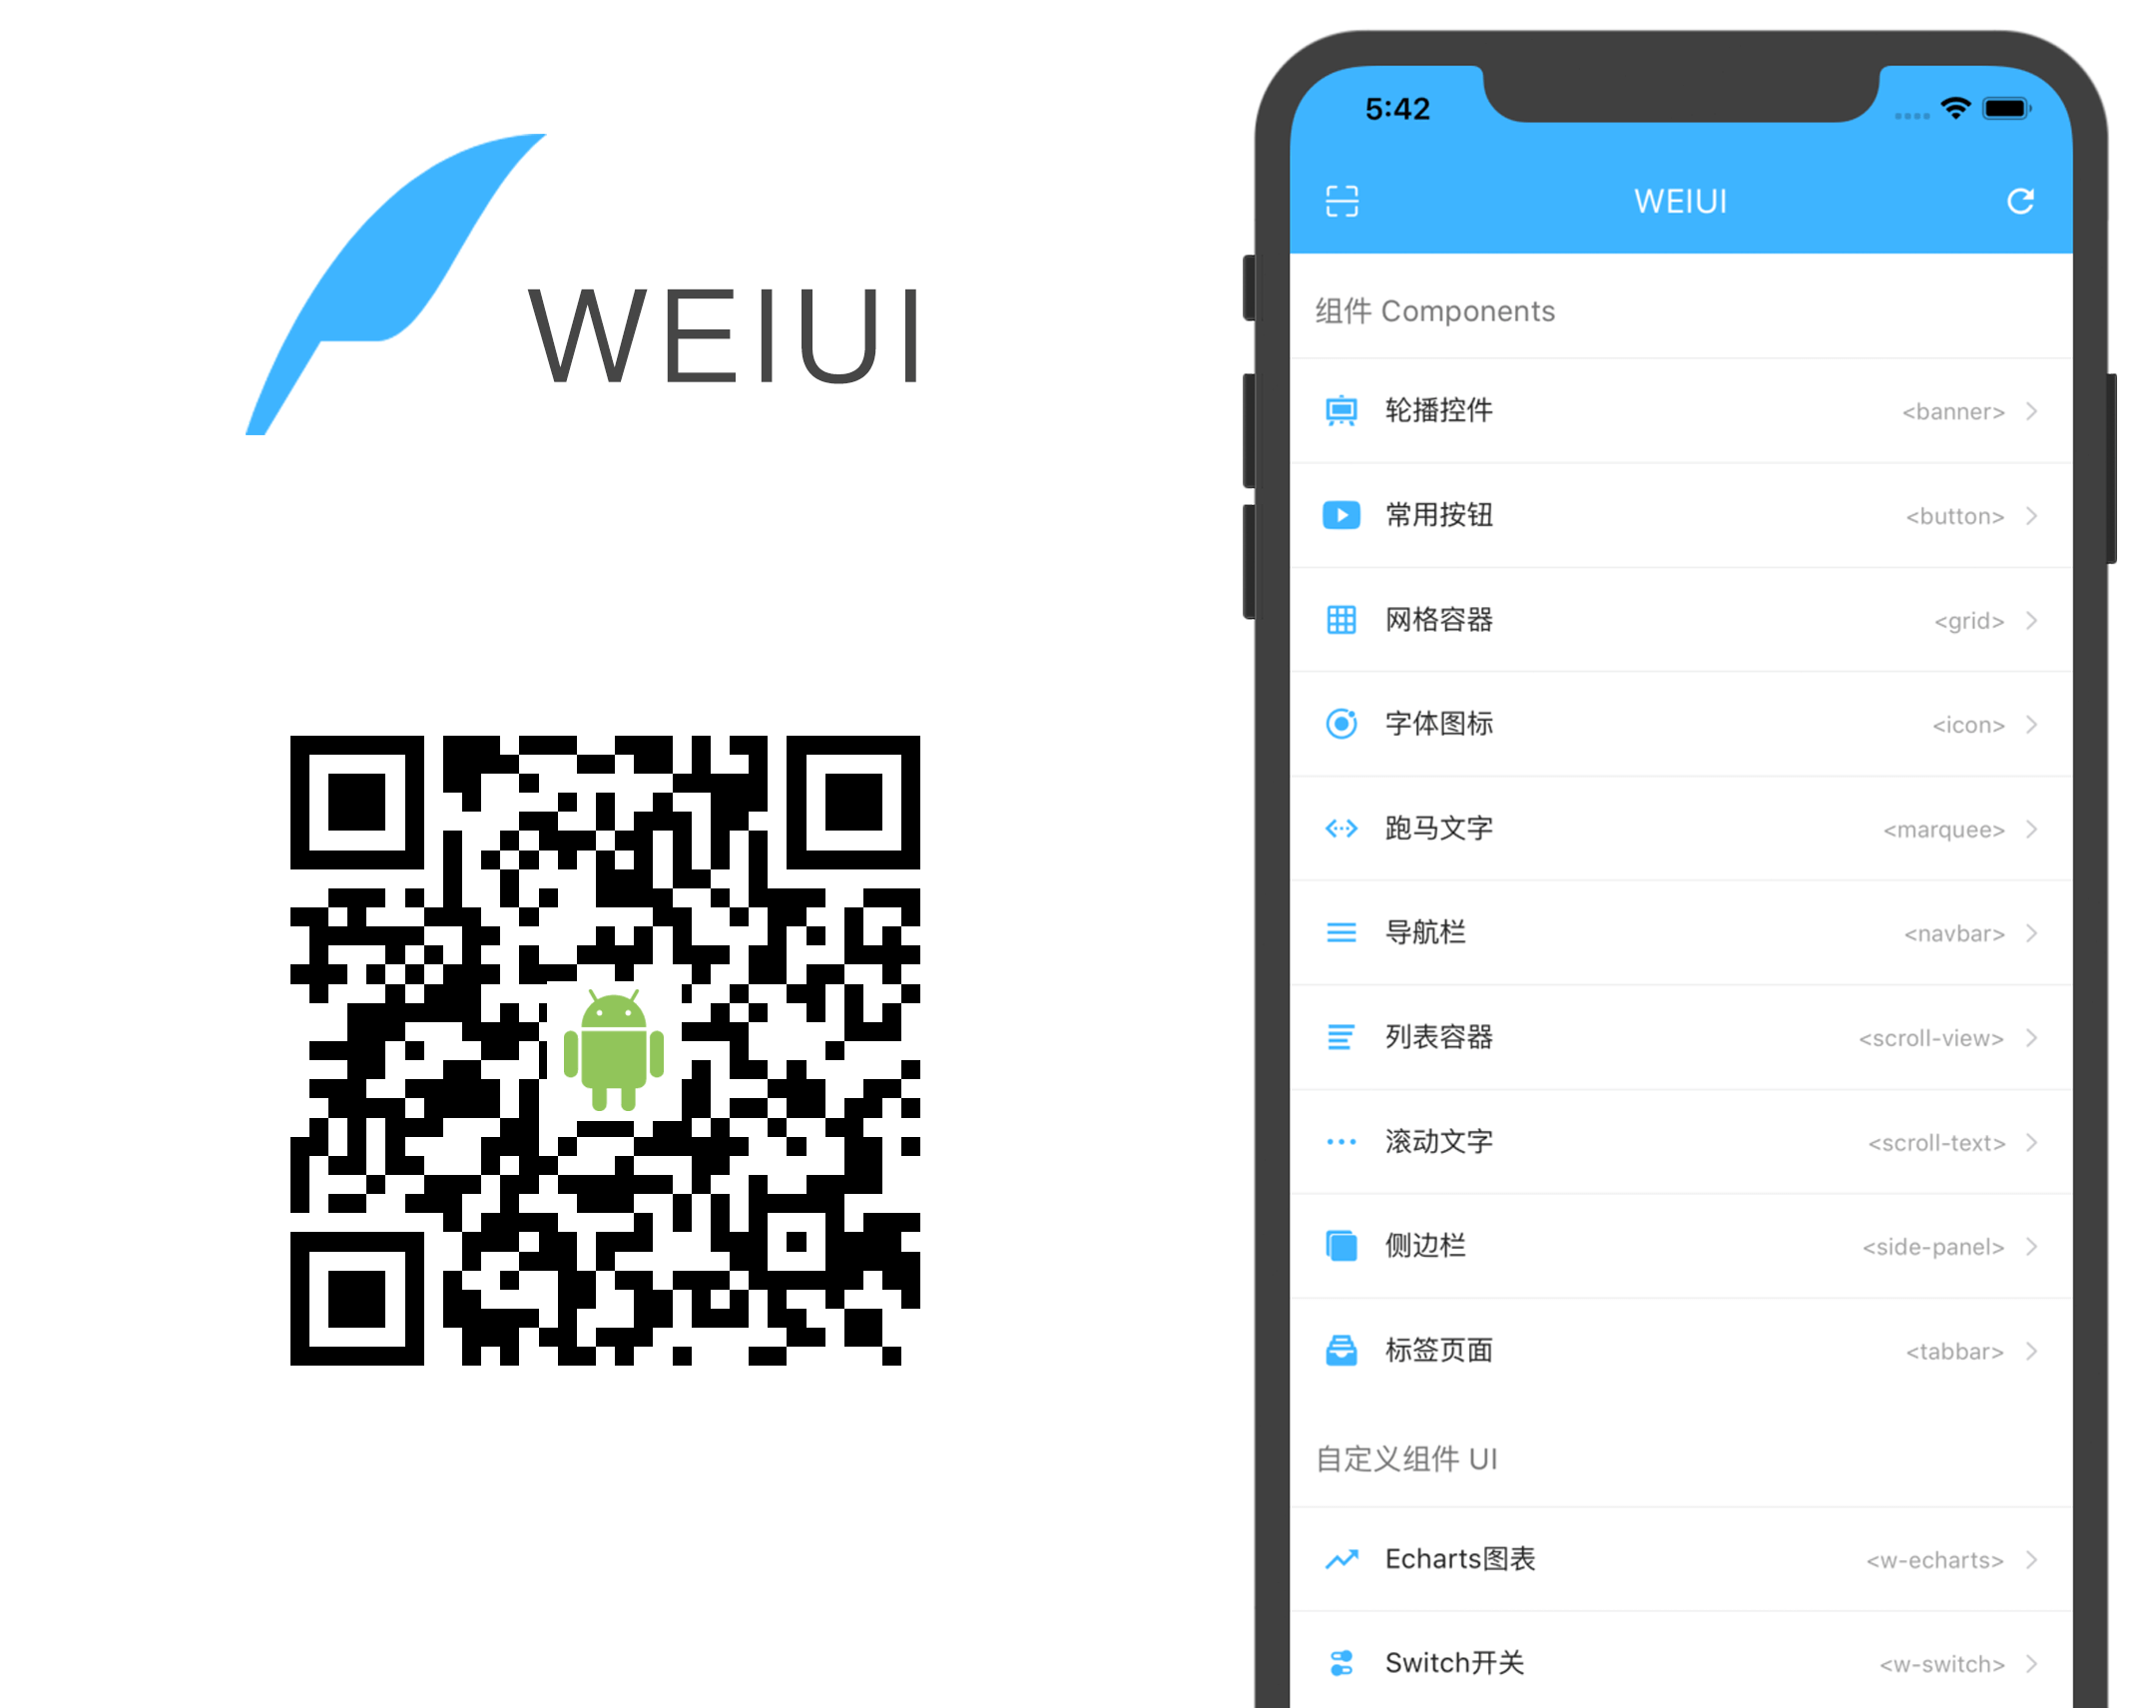 WEIUI
5:42
WEIUI
组件 Components
轮播控件 <banner>
常用按钮 <button>
网格容器 <grid>
字体图标 <icon>
跑马文字 <marquee>
导航栏 <navbar>
列表容器 <scroll-view>
滚动文字 <scroll-text>
侧边栏 <side-panel>
标签页面 <tabbar>
自定义组件 UI
Echarts图表 <w-echarts>
Switch开关 <w-switch>